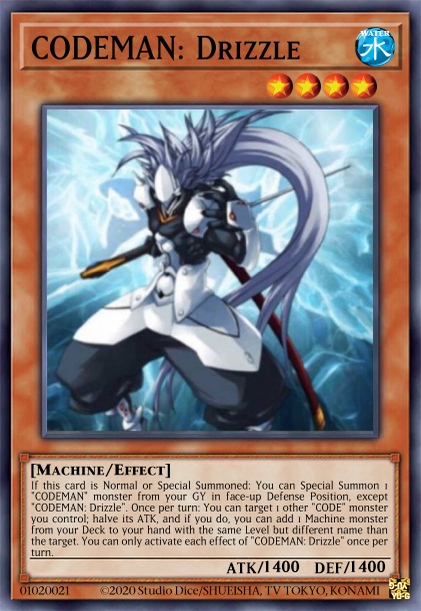 CODEMAN: Drizzle
WATER
水
[Machine/Effect]
If this card is Normal or Special Summoned: You can Special Summon 1
"CODEMAN" monster from your GY in face-up Defense Position, except
"CODEMAN: Drizzle". Once per turn: You can target 1 other "CODE" monster
you control; halve its ATK, and if you do, you can add 1 Machine monster
from your Deck to your hand with the same Level but different name than
the target. You can only activate each effect of "CODEMAN: Drizzle" once per
turn.
ATK/1400 DEF/1400
01020021 ©2020 Studio Dice/SHUEISHA, TV TOKYO, KONAMI